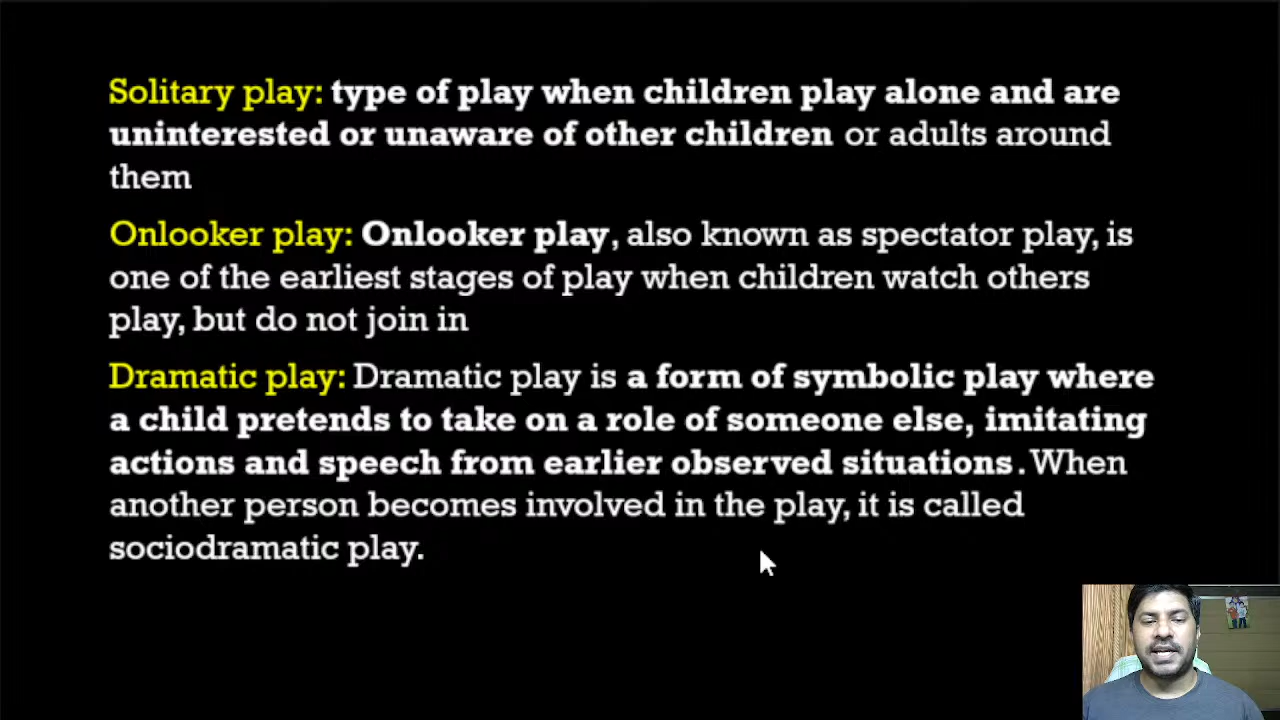 Solitary play: type of play when children play alone and are
uninterested or unaware of other children or adults around
them
Onlooker play: Onlooker play, also known as spectator play, is
one of the earliest stages of play when children watch others
play, but do not join in
Dramatic play: Dramatic play is a form of symbolic play where
a child pretends to take on a role of someone else, imitating
actions and speech from earlier observed situations. When
another person becomes involved in the play, it is called
sociodramatic play.